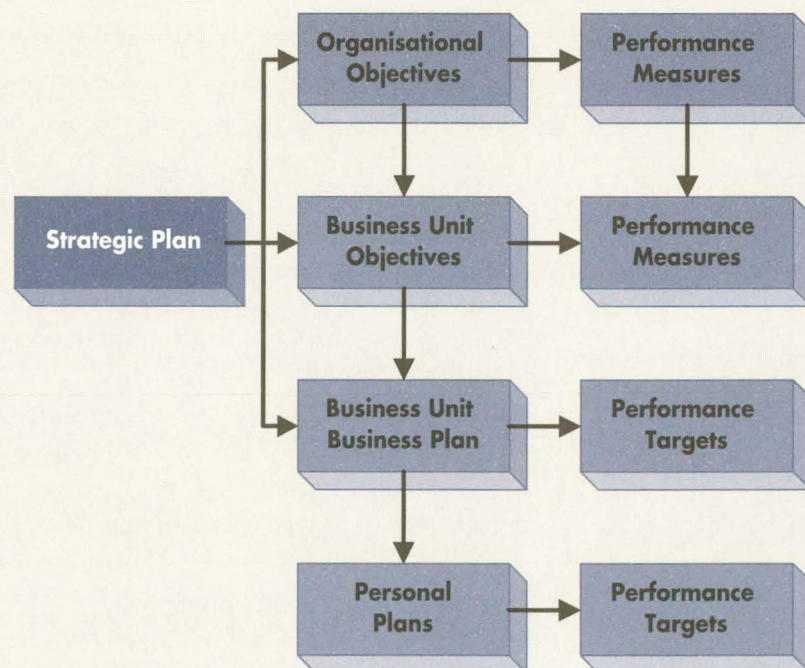 Organisational
Objectives
Performance
Measures
Strategic Plan
Business Unit
Objectives
Performance
Measures
Business Unit
Business Plan
Performance
Targets
Personal
Plans
Performance
Targets